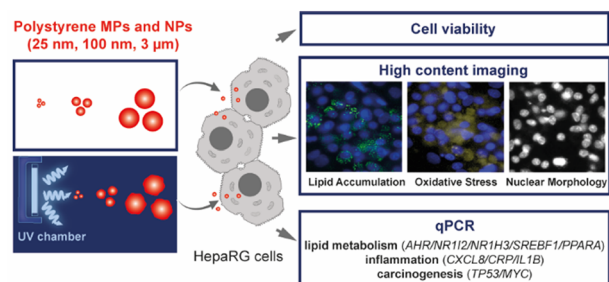 Polystyrene MPs and NPs
(25 nm, 100 nm, 3 µm)
UV chamber
HepaRG cells
Cell viability
High content imaging
Lipid Accumulation
Oxidative Stress
Nuclear Morphology
qPCR
lipid metabolism (AHR/NR1I2/NR1H3/SREBF1/PPARA)
inflammation (CXCL8/CRP/IL1B)
carcinogenesis (TP53/MYC)